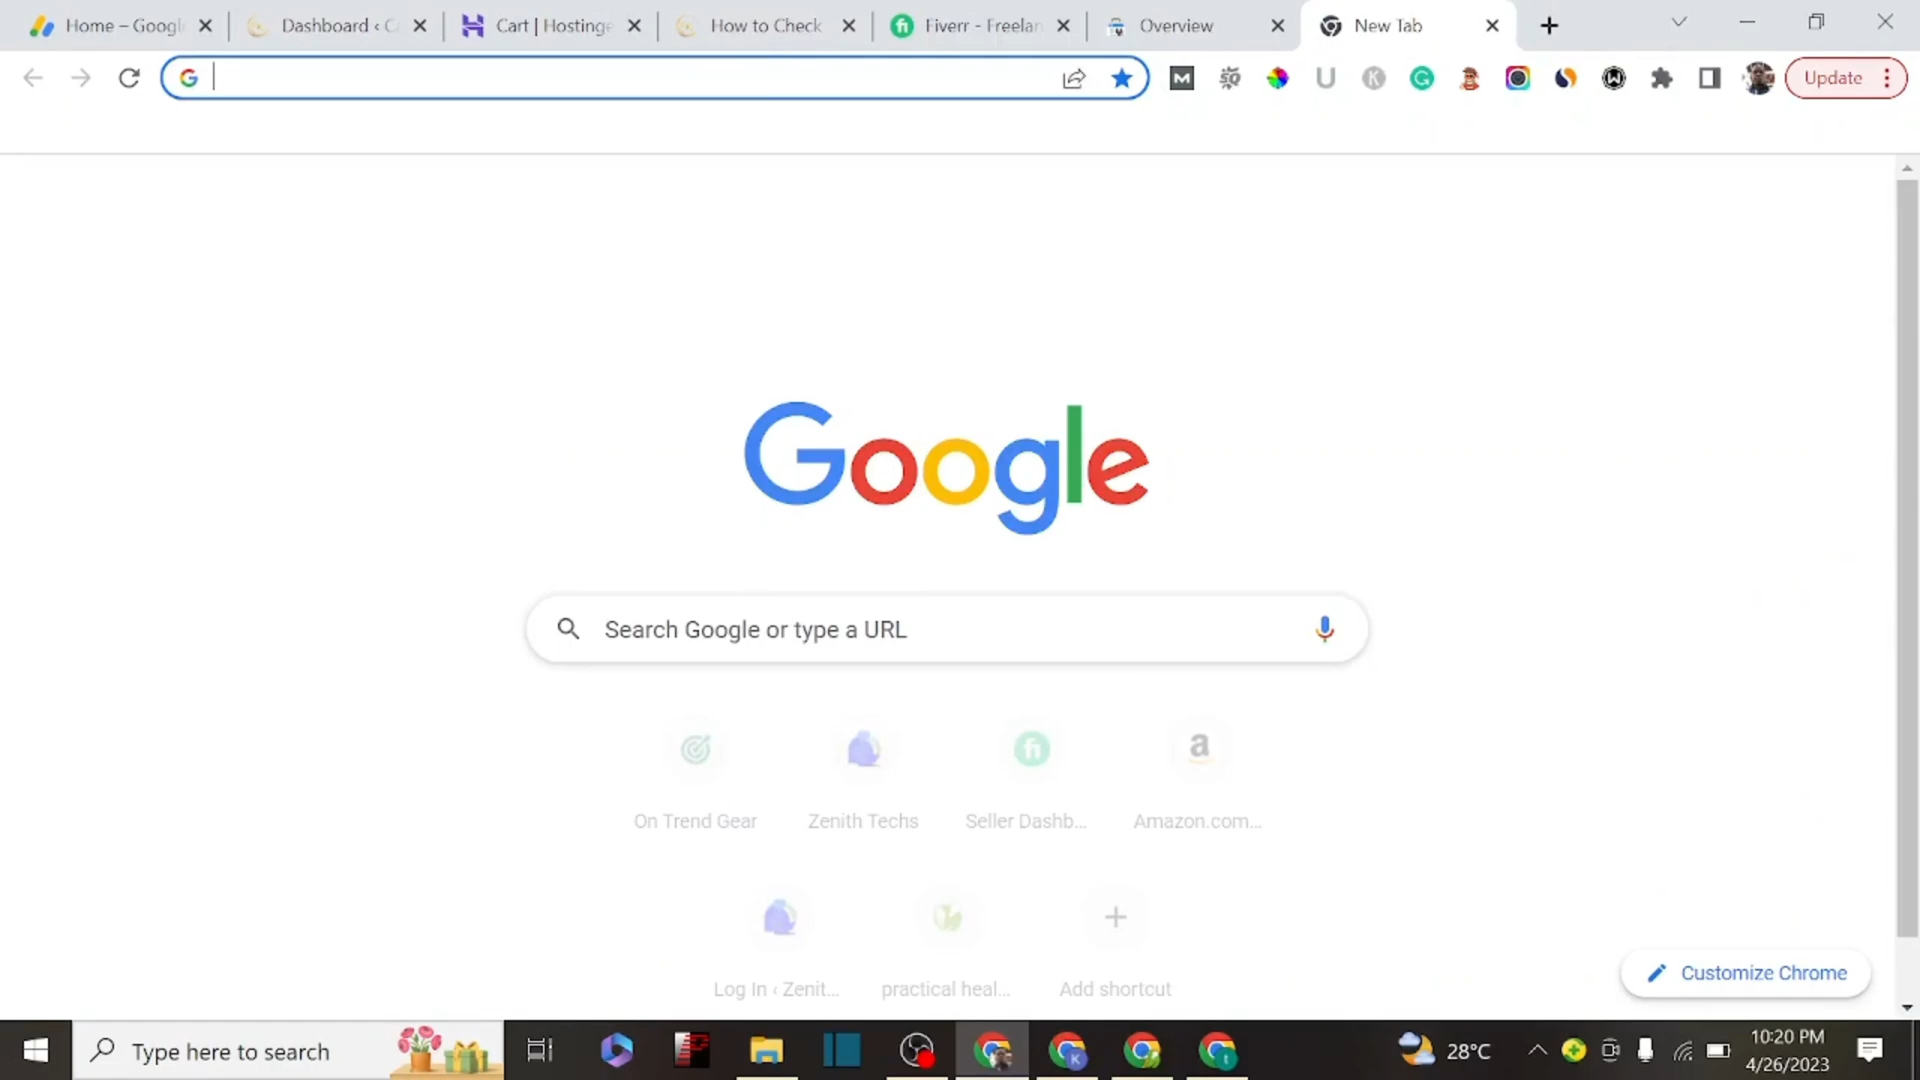 Home – Google
Dashboard ‹ C
Cart | Hostinge
How to Check
Fiverr - Freelan
Overview
New Tab
Update
Google
Search Google or type a URL
On Trend Gear
Zenith Techs
Seller Dashb...
Amazon.com...
Log In ‹ Zenit...
practical heal...
Add shortcut
Customize Chrome
Type here to search
28°C
10:20 PM
4/26/2023